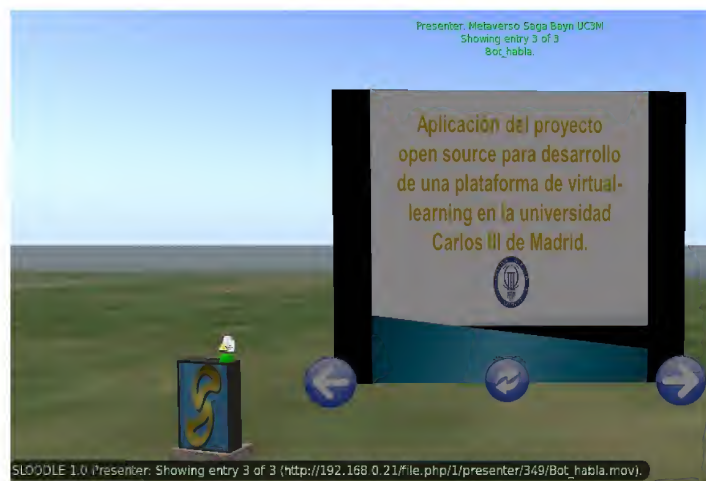 Presenter: Metaverso Saga Bayn UC3M
Showing entry 3 of 3
Bot_habla.
Aplicación del proyecto
open source para desarrollo
de una plataforma de virtual-
learning en la universidad
Carlos III de Madrid.
SLOODLE 1.0 Presenter: Showing entry 3 of 3 (http://192.168.0.21/file.php/1/presenter/349/Bot_habla.mov).